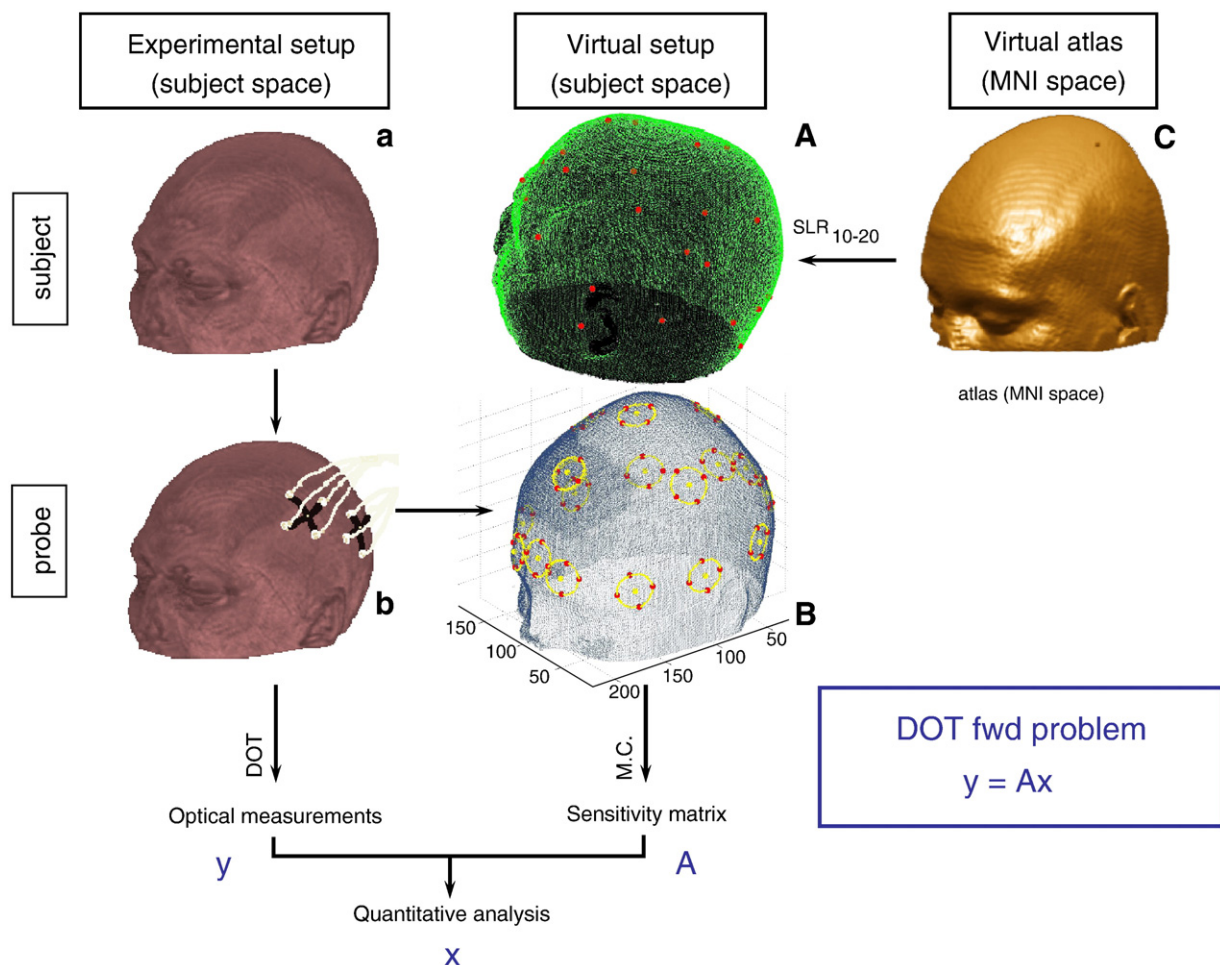 Experimental setup
(subject space)
Virtual setup
(subject space)
Virtual atlas
(MNI space)
a
A
C
subject
SLR10-20
atlas (MNI space)
probe
b
B
150
100
50
200
150
100
50
DOT
M.C.
DOT fwd problem
y = Ax
Optical measurements
Sensitivity matrix
y
A
Quantitative analysis
x